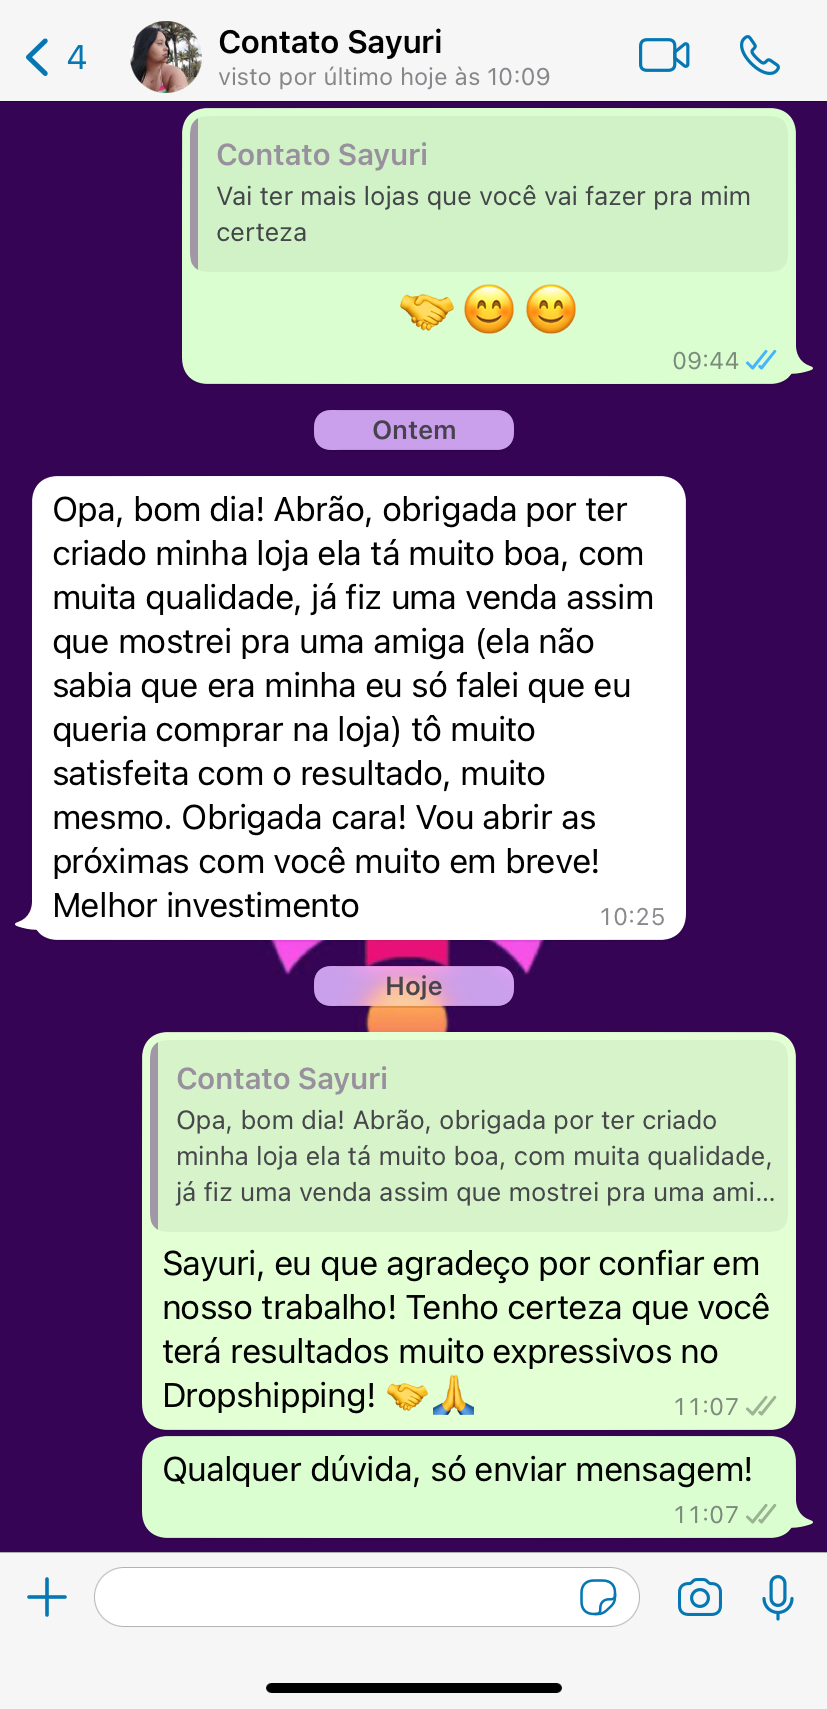 4
Contato Sayuri
visto por último hoje às 10:09
Contato Sayuri
Vai ter mais lojas que você vai fazer pra mim
certeza
🤝😊😊
09:44
Ontem
Opa, bom dia! Abrão, obrigada por ter
criado minha loja ela tá muito boa, com
muita qualidade, já fiz uma venda assim
que mostrei pra uma amiga (ela não
sabia que era minha eu só falei que eu
queria comprar na loja) tô muito
satisfeita com o resultado, muito
mesmo. Obrigada cara! Vou abrir as
próximas com você muito em breve!
Melhor investimento
10:25
Hoje
Contato Sayuri
Opa, bom dia! Abrão, obrigada por ter criado
minha loja ela tá muito boa, com muita qualidade,
já fiz uma venda assim que mostrei pra uma ami...
Sayuri, eu que agradeço por confiar em
nosso trabalho! Tenho certeza que você
terá resultados muito expressivos no
Dropshipping! 🤝🙏
11:07
Qualquer dúvida, só enviar mensagem!
11:07